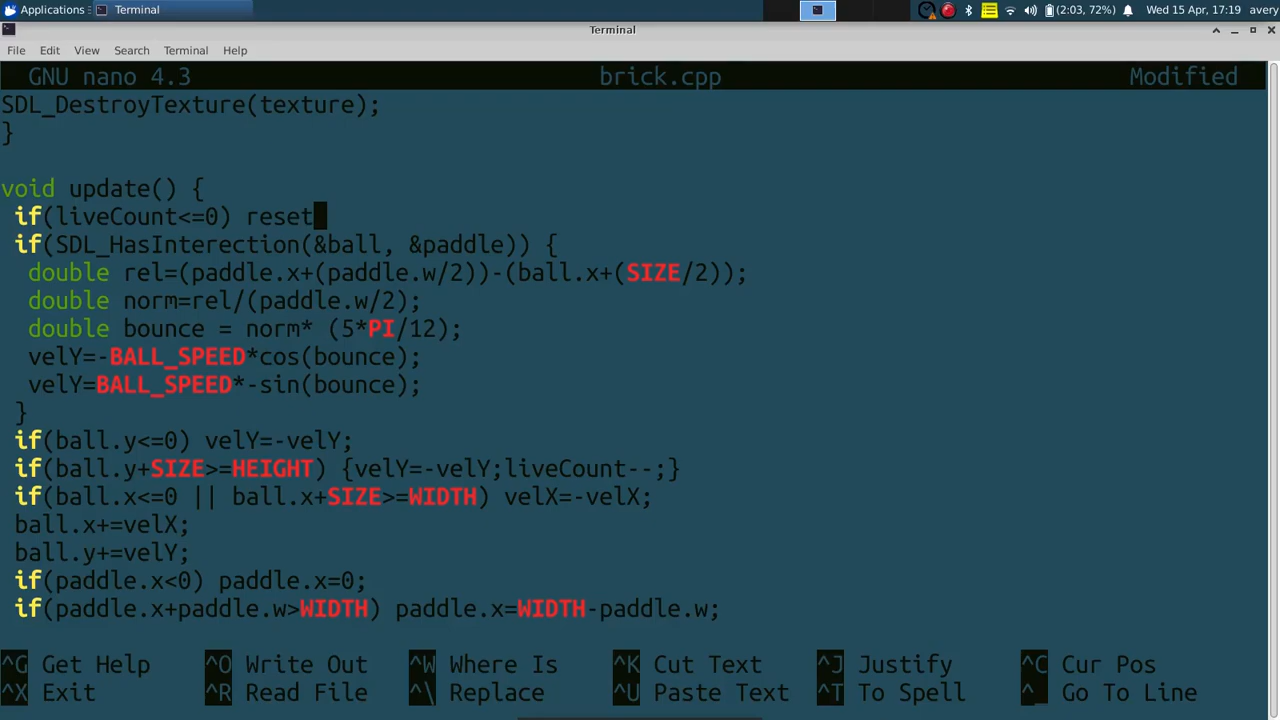 Applications Terminal (2:03, 72%) Wed 15 Apr, 17:19 avery
Terminal
File Edit View Search Terminal Help
GNU nano 4.3 brick.cpp Modified
SDL_DestroyTexture(texture);
}
void update() {
if(liveCount<=0) reset
if(SDL_HasInterection(&ball, &paddle)) {
double rel=(paddle.x+(paddle.w/2))-(ball.x+(SIZE/2));
double norm=rel/(paddle.w/2);
double bounce = norm* (5*PI/12);
velY=-BALL_SPEED*cos(bounce);
velY=BALL_SPEED*-sin(bounce);
}
if(ball.y<=0) velY=-velY;
if(ball.y+SIZE>=HEIGHT) {velY=-velY;liveCount--;}
if(ball.x<=0 || ball.x+SIZE>=WIDTH) velX=-velX;
ball.x+=velX;
ball.y+=velY;
if(paddle.x<0) paddle.x=0;
if(paddle.x+paddle.w>WIDTH) paddle.x=WIDTH-paddle.w;
^G Get Help ^O Write Out ^W Where Is ^K Cut Text ^J Justify ^C Cur Pos
^X Exit ^R Read File ^\ Replace ^U Paste Text ^T To Spell ^_ Go To Line